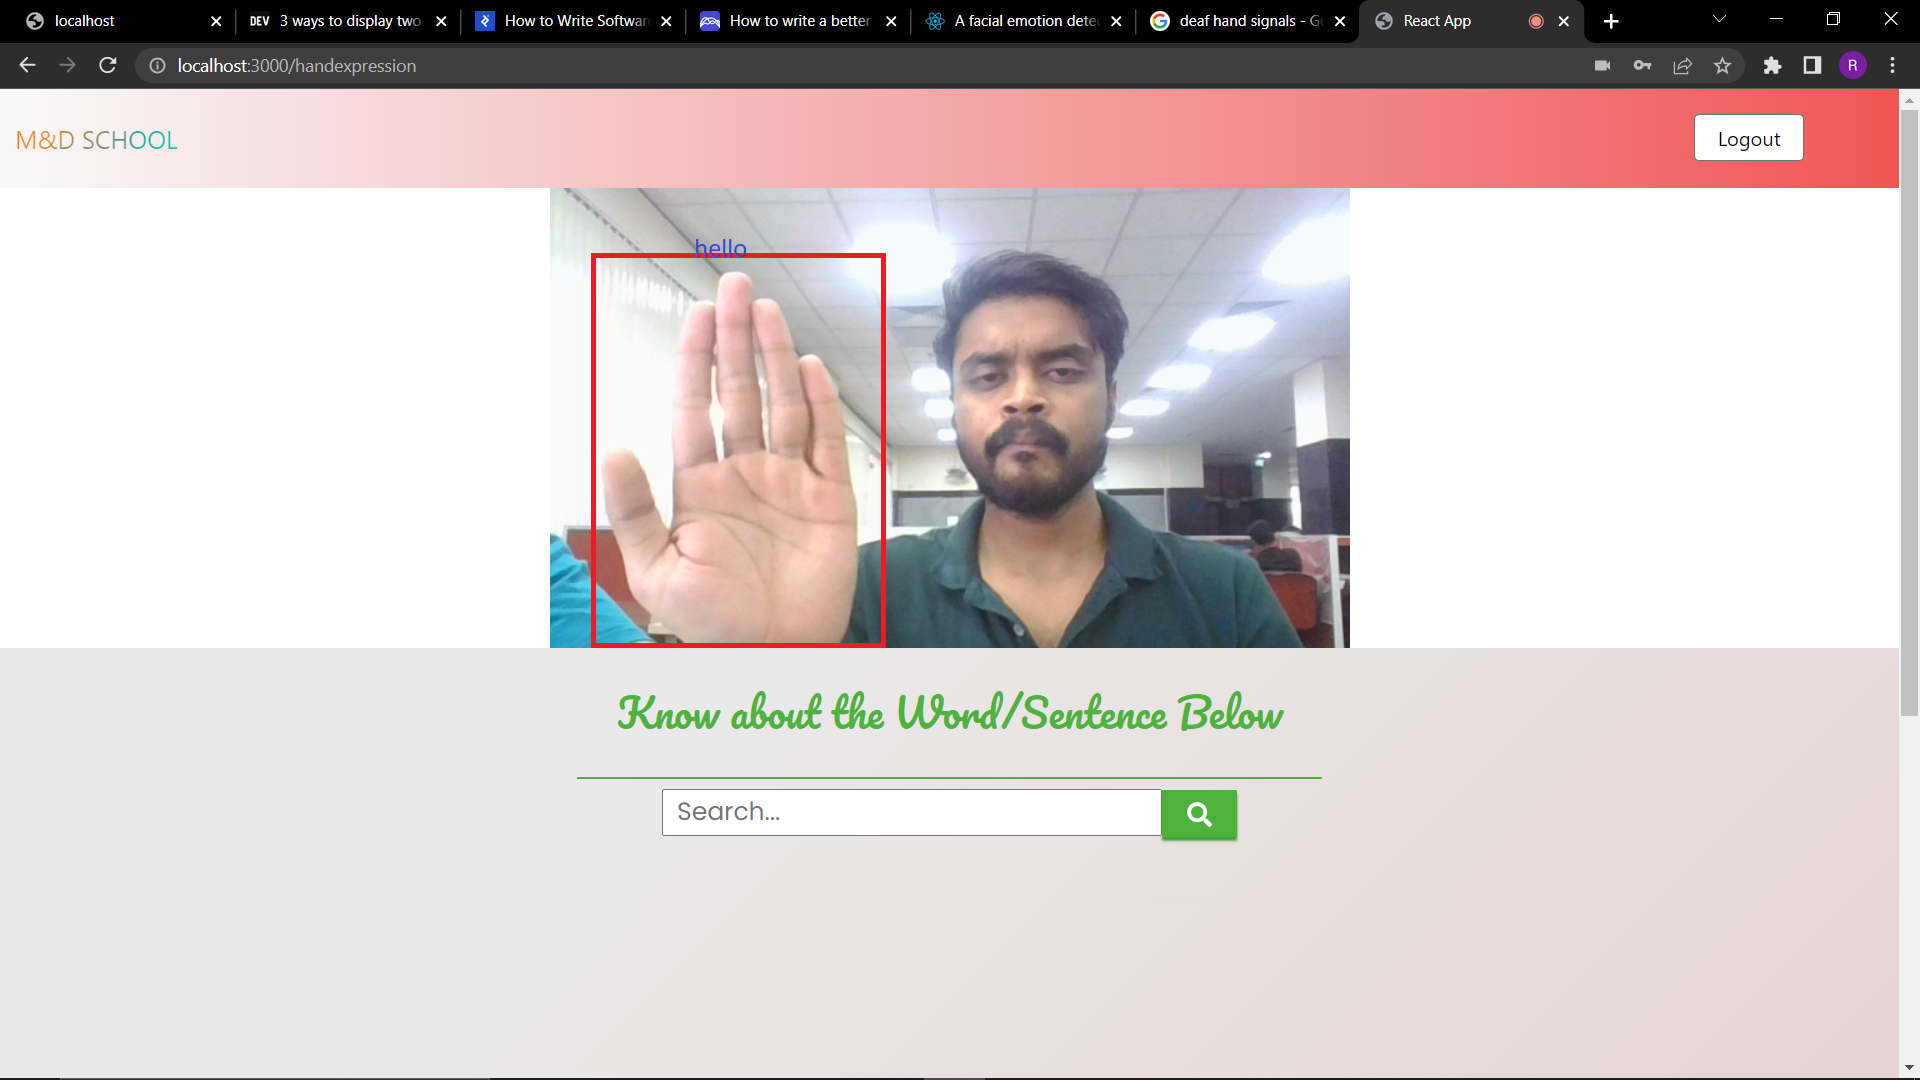 localhost
DEV 3 ways to display two
How to Write Softwar
How to write a better
A facial emotion dete
G deaf hand signals - G
React App
localhost:3000/handexpression
R
M&D SCHOOL
Logout
hello
Know about the Word/Sentence Below
Search...